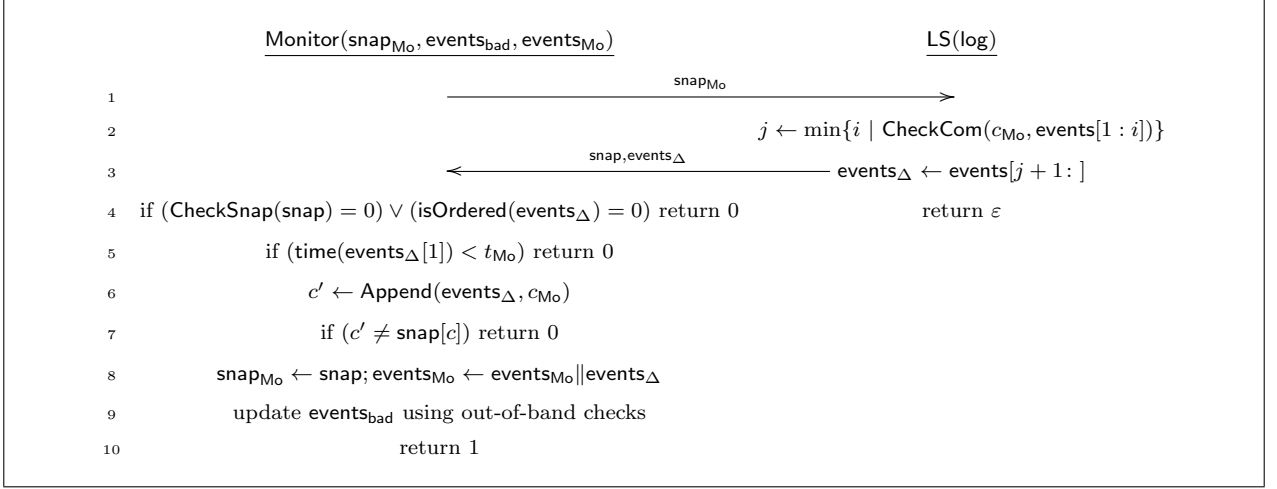 Monitor(snap_Mo, events_bad, events_Mo) LS(log)
1 snap_Mo
2 j ← min{i | CheckCom(c_Mo, events[1 : i])}
3 snap,events_Δ events_Δ ← events[j + 1: ]
4 if (CheckSnap(snap) = 0) ∨ (isOrdered(events_Δ) = 0) return 0 return ε
5 if (time(events_Δ[1]) < t_Mo) return 0
6 c′ ← Append(events_Δ, c_Mo)
7 if (c′ ≠ snap[c]) return 0
8 snap_Mo ← snap; events_Mo ← events_Mo‖events_Δ
9 update events_bad using out-of-band checks
10 return 1